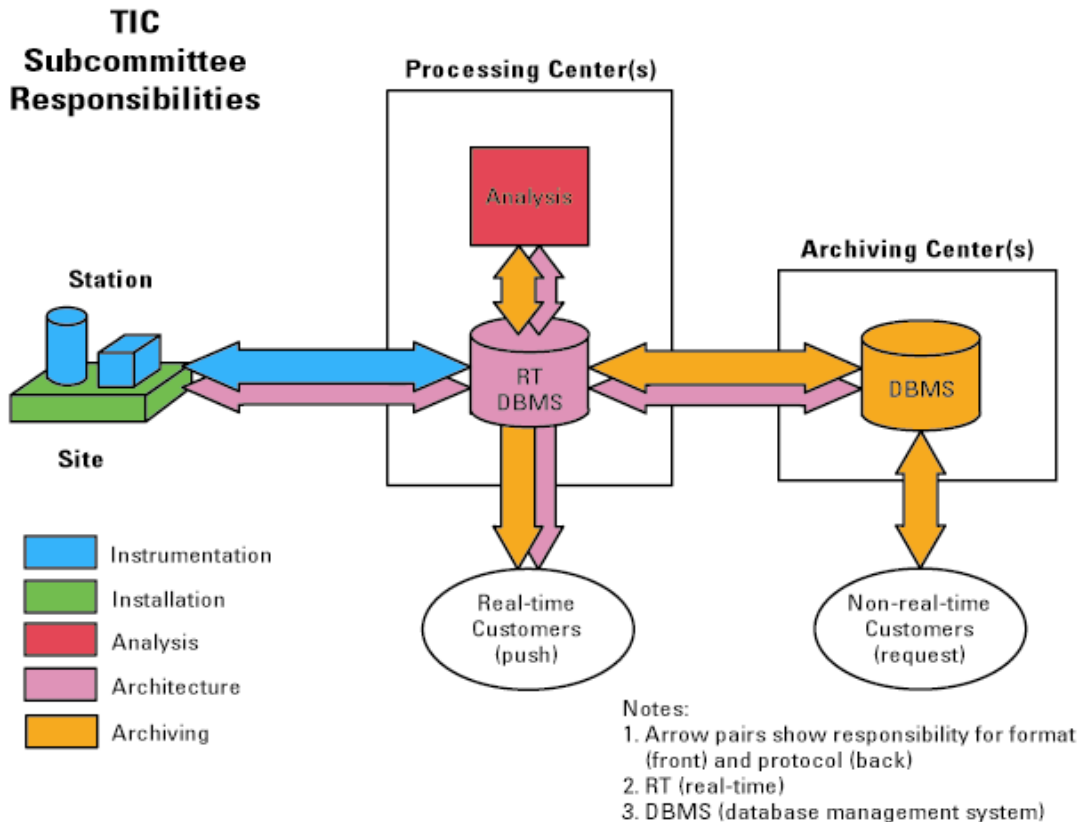 TIC
Subcommittee
Responsibilities
Processing Center(s)
Analysis
Archiving Center(s)
Station
RT
DBMS
DBMS
Site
Instrumentation
Installation
Analysis
Architecture
Archiving
Real-time
Customers
(push)
Non-real-time
Customers
(request)
Notes:
1. Arrow pairs show responsibility for format
(front) and protocol (back)
2. RT (real-time)
3. DBMS (database management system)